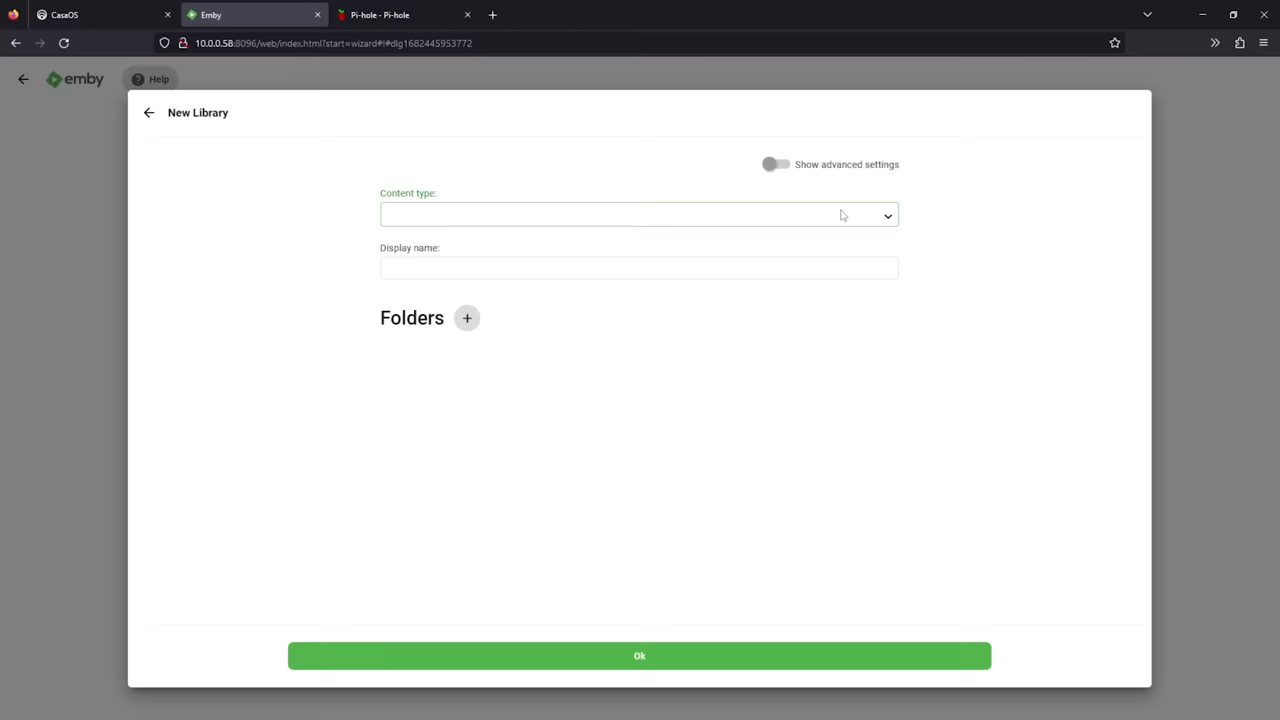 CasaOS
Emby
Pi-hole - Pi-hole
10.0.0.58:8096/web/index.html?start=wizard#!#dlg1682445953772
emby
Help
New Library
Show advanced settings
Content type:
Display name:
Folders
Ok